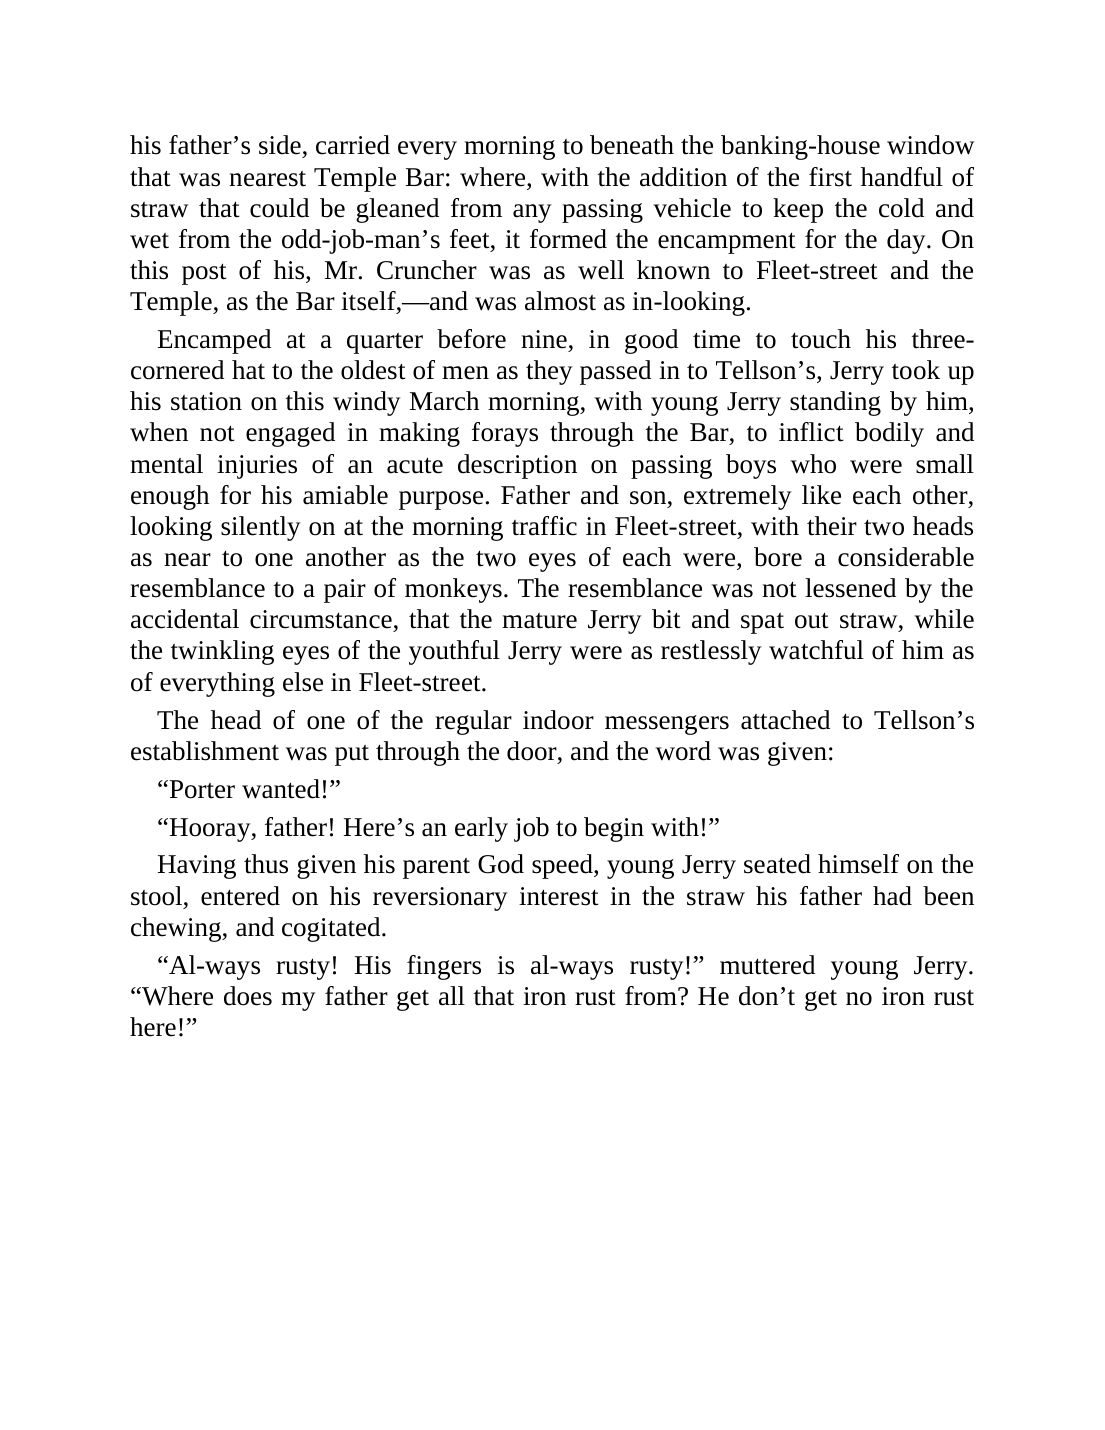 his father’s side, carried every morning to beneath the banking-house window
that was nearest Temple Bar: where, with the addition of the first handful of
straw that could be gleaned from any passing vehicle to keep the cold and
wet from the odd-job-man’s feet, it formed the encampment for the day. On
this post of his, Mr. Cruncher was as well known to Fleet-street and the
Temple, as the Bar itself,—and was almost as in-looking.
Encamped at a quarter before nine, in good time to touch his three-
cornered hat to the oldest of men as they passed in to Tellson’s, Jerry took up
his station on this windy March morning, with young Jerry standing by him,
when not engaged in making forays through the Bar, to inflict bodily and
mental injuries of an acute description on passing boys who were small
enough for his amiable purpose. Father and son, extremely like each other,
looking silently on at the morning traffic in Fleet-street, with their two heads
as near to one another as the two eyes of each were, bore a considerable
resemblance to a pair of monkeys. The resemblance was not lessened by the
accidental circumstance, that the mature Jerry bit and spat out straw, while
the twinkling eyes of the youthful Jerry were as restlessly watchful of him as
of everything else in Fleet-street.
The head of one of the regular indoor messengers attached to Tellson’s
establishment was put through the door, and the word was given:
“Porter wanted!”
“Hooray, father! Here’s an early job to begin with!”
Having thus given his parent God speed, young Jerry seated himself on the
stool, entered on his reversionary interest in the straw his father had been
chewing, and cogitated.
“Al-ways rusty! His fingers is al-ways rusty!” muttered young Jerry.
“Where does my father get all that iron rust from? He don’t get no iron rust
here!”